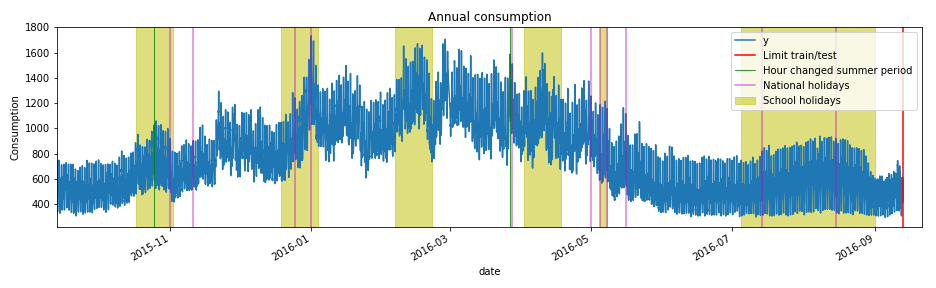 Annual consumption
Consumption
1800
1600
1400
1200
1000
800
600
400
y
Limit train/test
Hour changed summer period
National holidays
School holidays
2015-11
2016-01
2016-03
2016-05
2016-07
2016-09
date